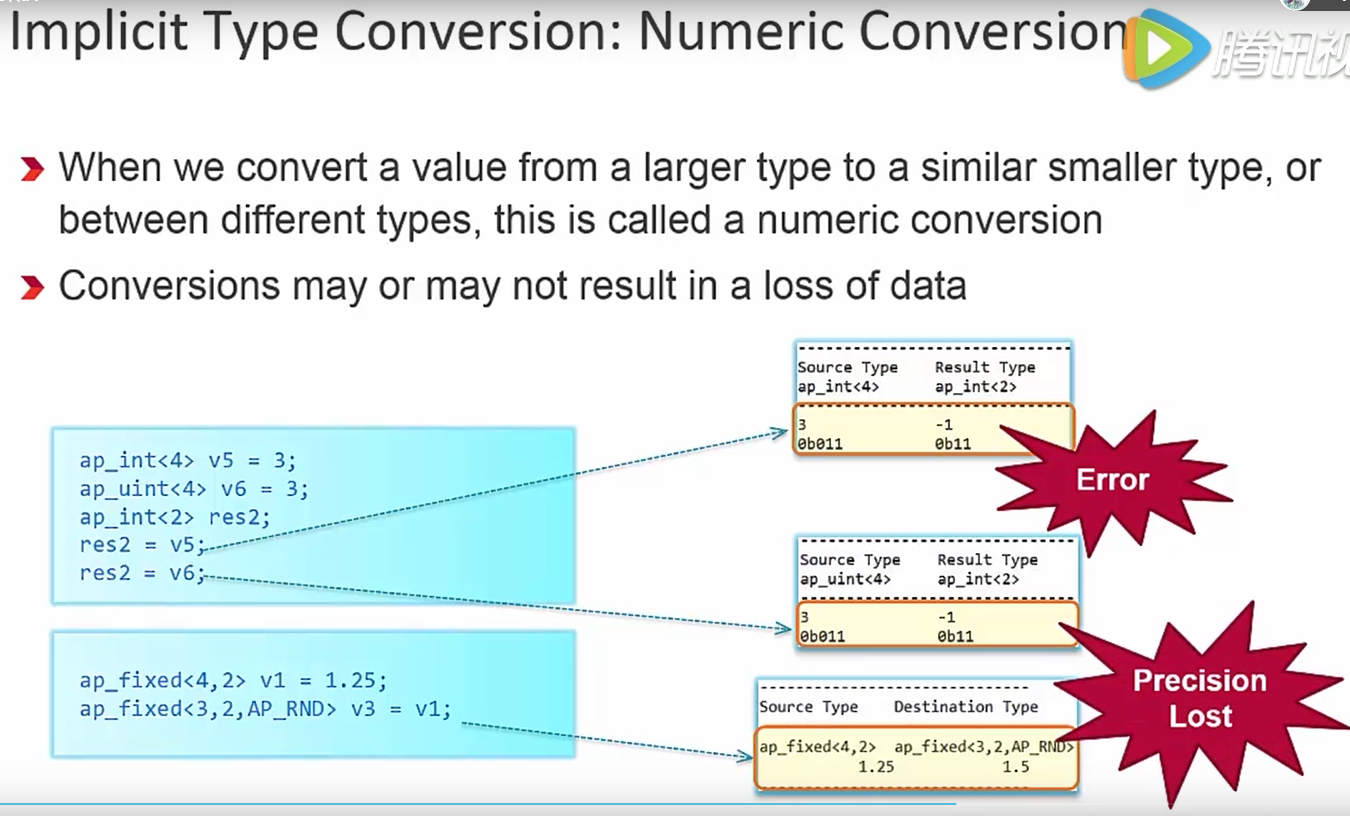 Implicit Type Conversion: Numeric Conversion
腾讯视
When we convert a value from a larger type to a similar smaller type, or
between different types, this is called a numeric conversion
Conversions may or may not result in a loss of data
ap_int<4> v5 = 3;
ap_uint<4> v6 = 3;
ap_int<2> res2;
res2 = v5;
res2 = v6;
Source Type Result Type
ap_int<4> ap_int<2>
3 -1
0b011 0b11
Error
Source Type Result Type
ap_uint<4> ap_int<2>
3 -1
0b011 0b11
ap_fixed<4,2> v1 = 1.25;
ap_fixed<3,2,AP_RND> v3 = v1;
Source Type Destination Type
ap_fixed<4,2> ap_fixed<3,2,AP_RND>
1.25 1.5
Precision
Lost